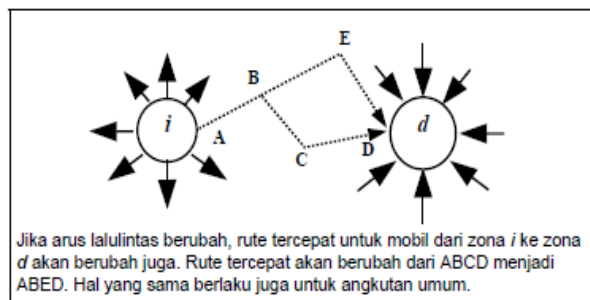 E
B
i
d
A
D
C
Jika arus lalulintas berubah, rute tercepat untuk mobil dari zona i ke zona
d akan berubah juga. Rute tercepat akan berubah dari ABCD menjadi
ABED. Hal yang sama berlaku juga untuk angkutan umum.